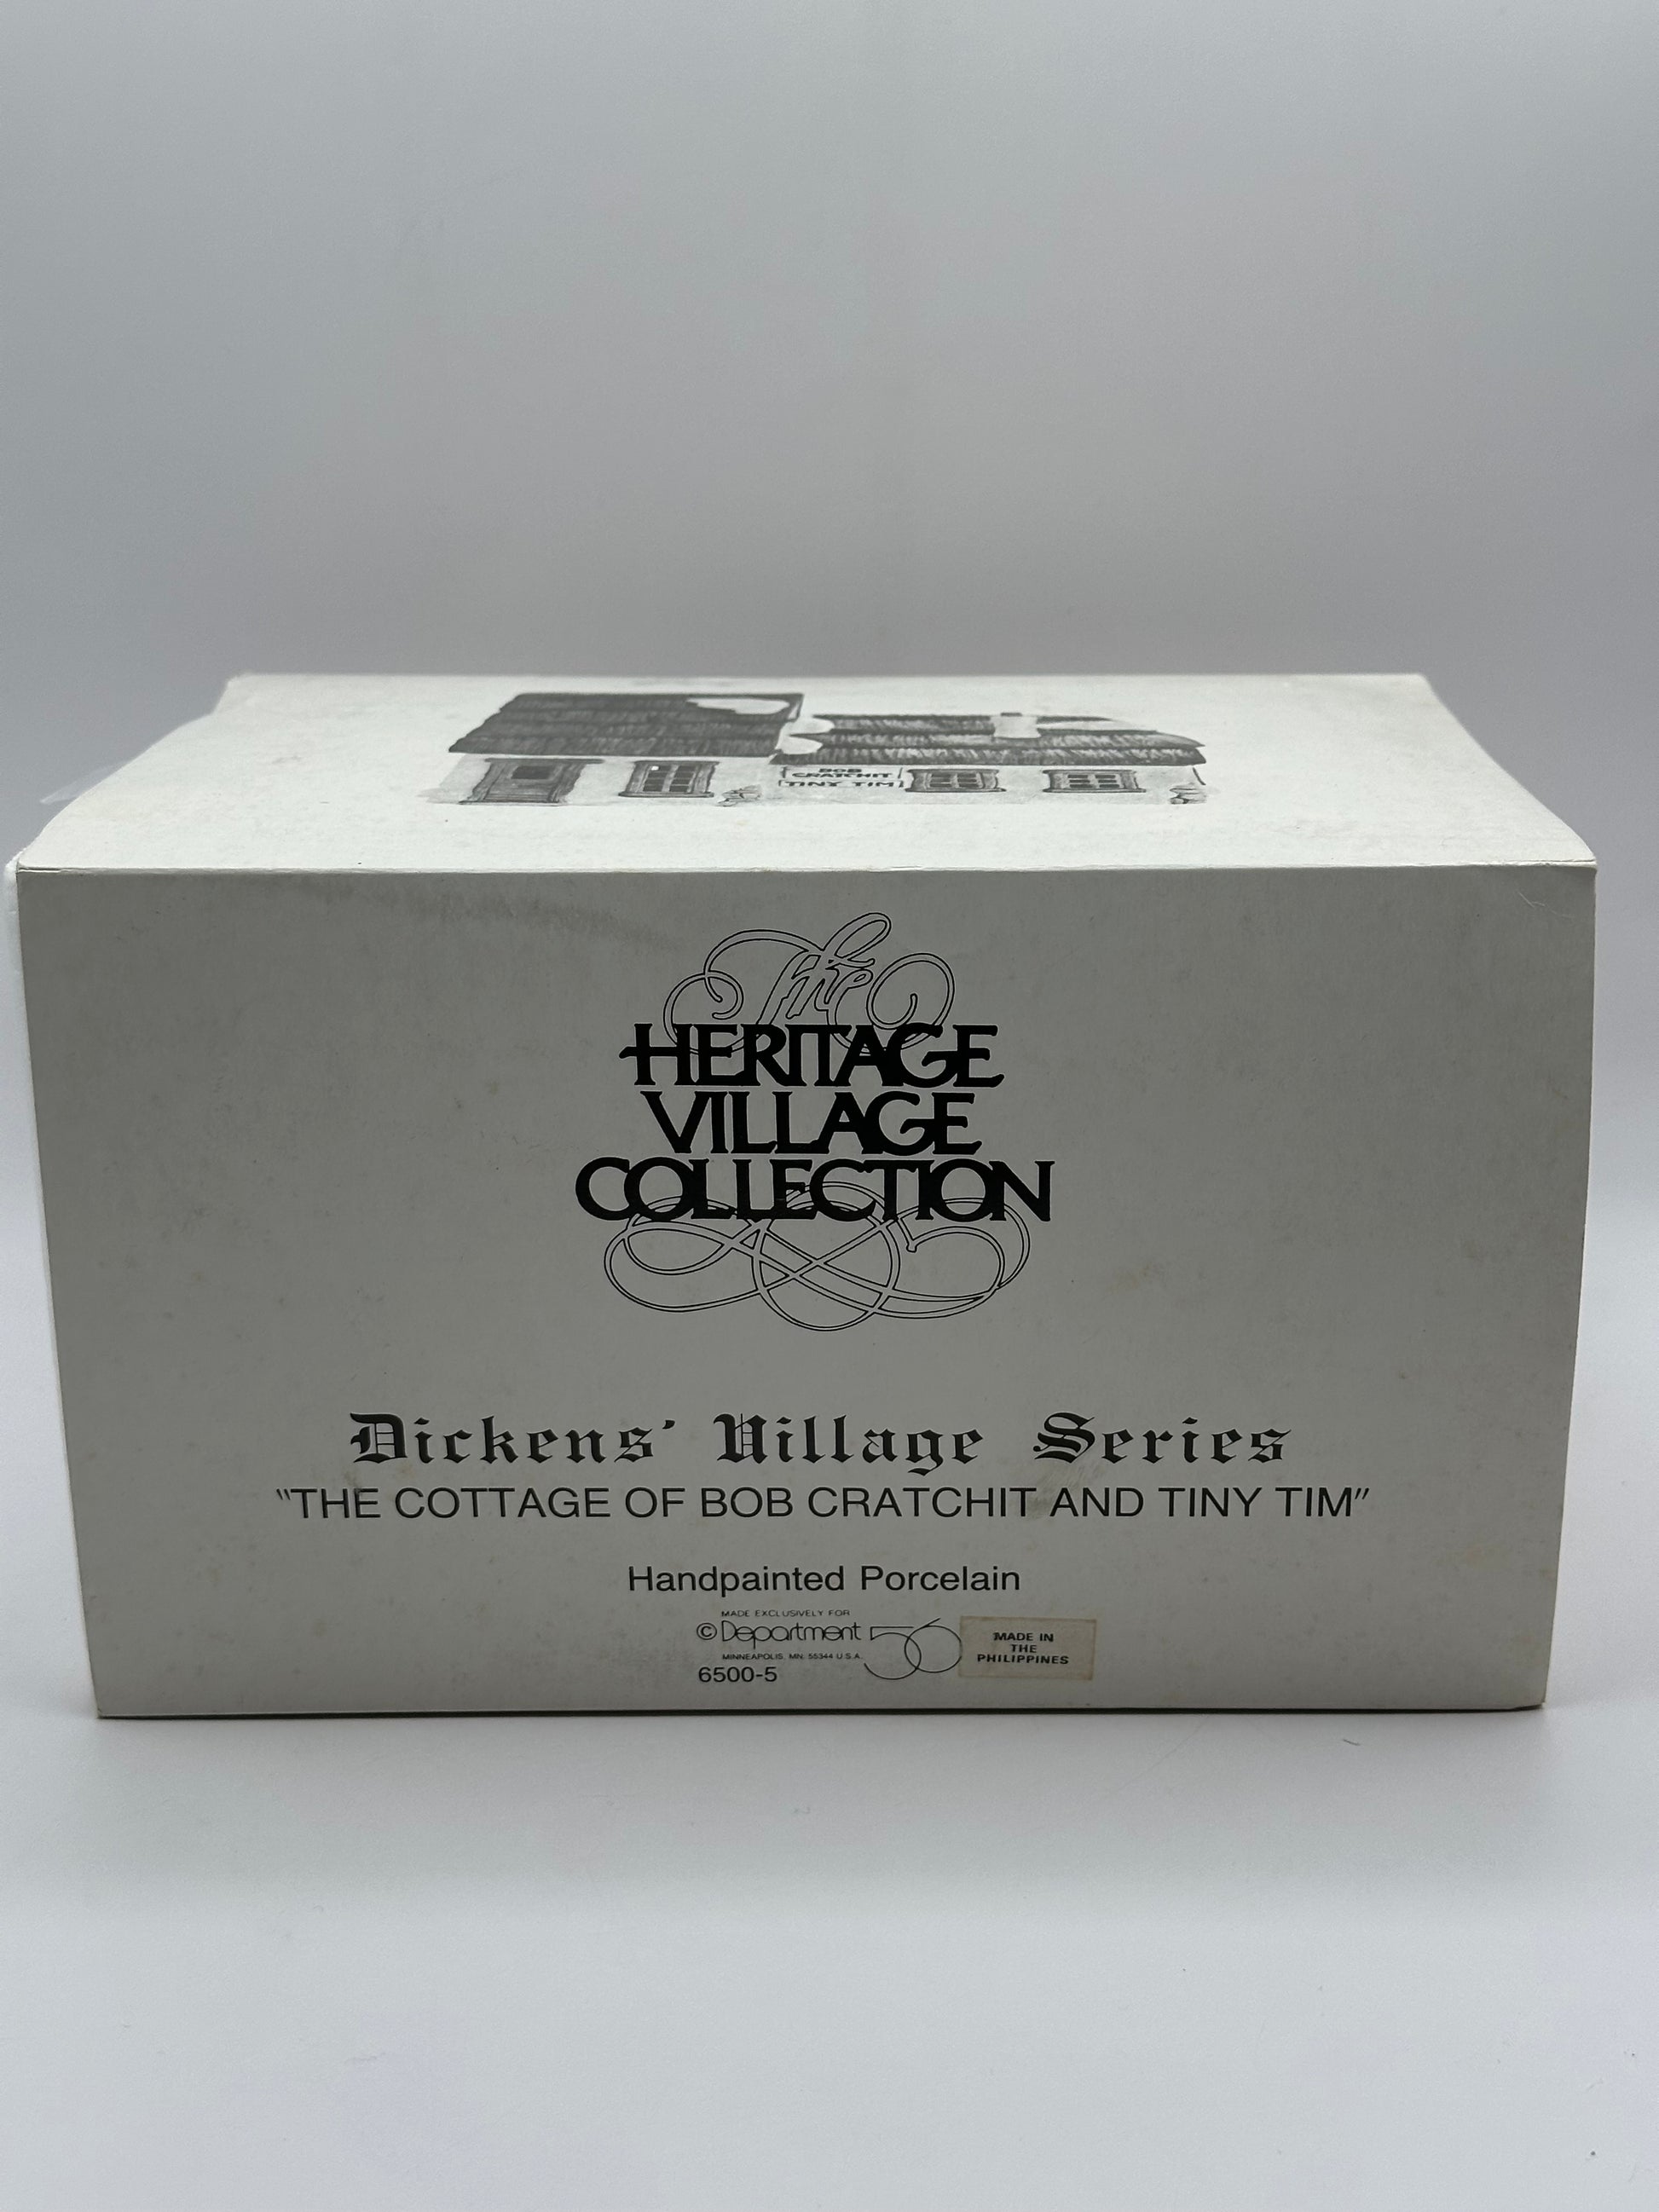 BOB
CRATCHIT
TINY TIM
The
HERITAGE
VILLAGE
COLLECTION
Dickens' Village Series
"THE COTTAGE OF BOB CRATCHIT AND TINY TIM"
Handpainted Porcelain
MADE EXCLUSIVELY FOR
© Department 56
MINNEAPOLIS, MN. 55344 U.S.A.
6500-5
MADE IN
THE
PHILIPPINES